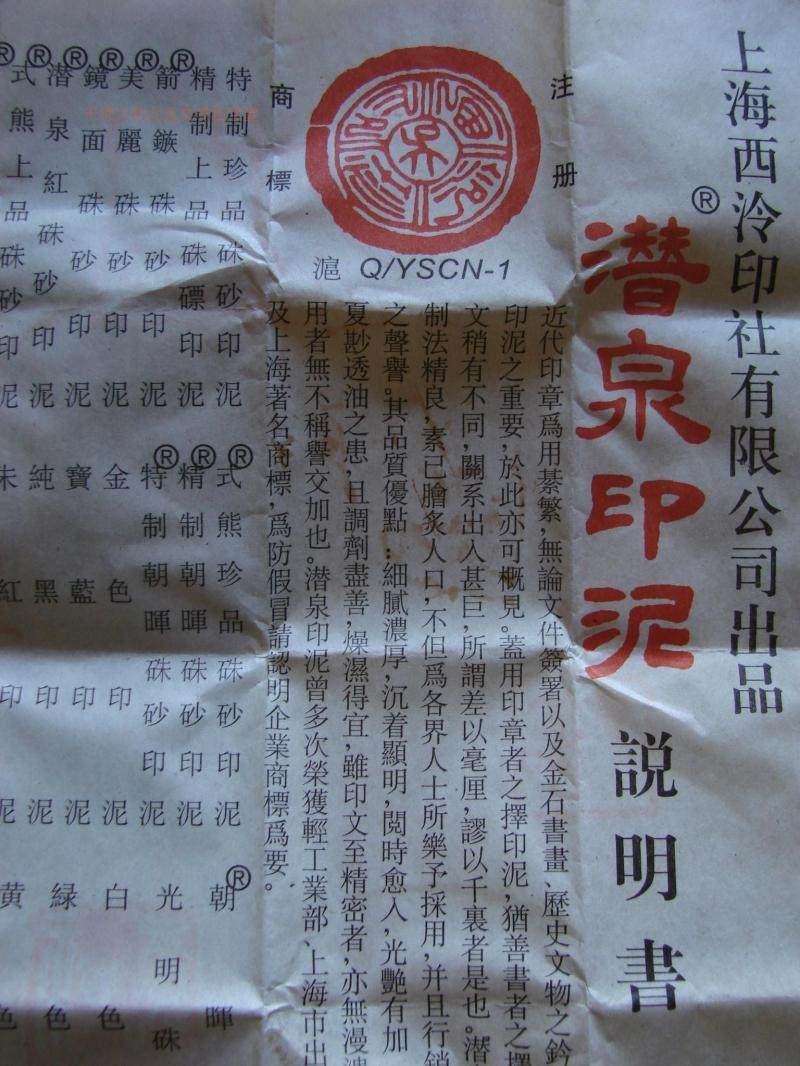 上海西泠印社有限公司出品
®
潜泉印泥説明書
注册
商標
滬 Q/YSCN-1
近代印章爲用綦繁,無論文件簽署以及金石書畫、歷史文物之鈐
印泥之重要,於此亦可概見。蓋用印章者之擇印泥,猶善書者之擇
文稍有不同,關系出入甚巨,所謂差以毫厘,謬以千裏者是也。潜
制法精良,素已膾炙人口,不但爲各界人士所樂予採用,并且行銷
之聲譽。其品質優點:細膩濃厚,沉着顯明,閲時愈入,光艷有加
夏尠透油之患,且調劑盡善,燥濕得宜,雖印文至精密者,亦無漫
用者無不稱譽交加也。潜泉印泥曾多次榮獲輕工業部、上海市出
及上海著名商標,爲防假冒請認明企業商標爲要。
® ® ® ® ® ®
特制珍品硃砂印泥
精制上品硃磦印泥
箭鏃硃砂印泥
美麗硃砂印泥
鏡面硃砂印泥
潜泉紅硃砂印泥
式熊上品硃砂印泥
® ® ®
式熊珍品硃砂印泥
精制朝暉硃砂印泥
特制朝暉硃砂印泥
金色印泥
寶藍印泥
純黑印泥
朱紅印泥
®
朝暉
光明硃
白色
緑色
黄色